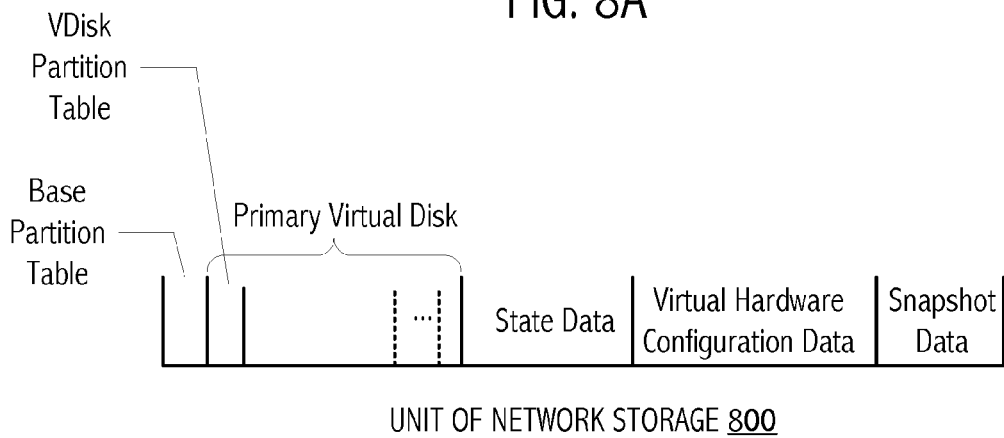 FIG. 8A
VDisk
Partition
Table
Base
Partition
Table
Primary Virtual Disk
...
State Data
Virtual Hardware
Configuration Data
Snapshot
Data
UNIT OF NETWORK STORAGE 800